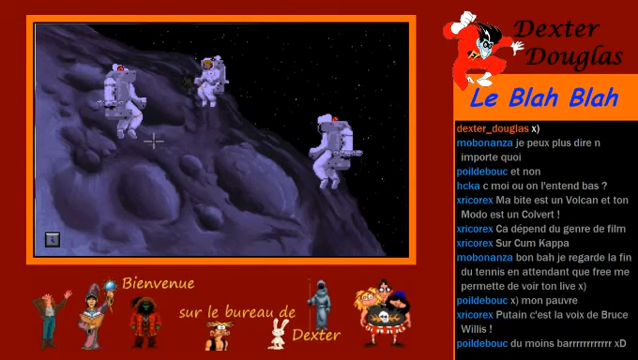 Dexter
Douglas
Le Blah Blah
dexter_douglas x)
mobonanza je peux plus dire n
importe quoi
poildebouc et non
hcka c moi ou on l'entend bas ?
xricorex Ma bite est un Volcan et ton
Modo est un Colvert !
xricorex Ca dépend du genre de film
xricorex Sur Cum Kappa
mobonanza bon bah je regarde la fin
du tennis en attendant que free me
permette de voir ton live x)
poildebouc x) mon pauvre
xricorex Putain c'est la voix de Bruce
Willis !
poildebouc du moins barrrrrrrrrrr xD
Bienvenue
sur le bureau de
Dexter